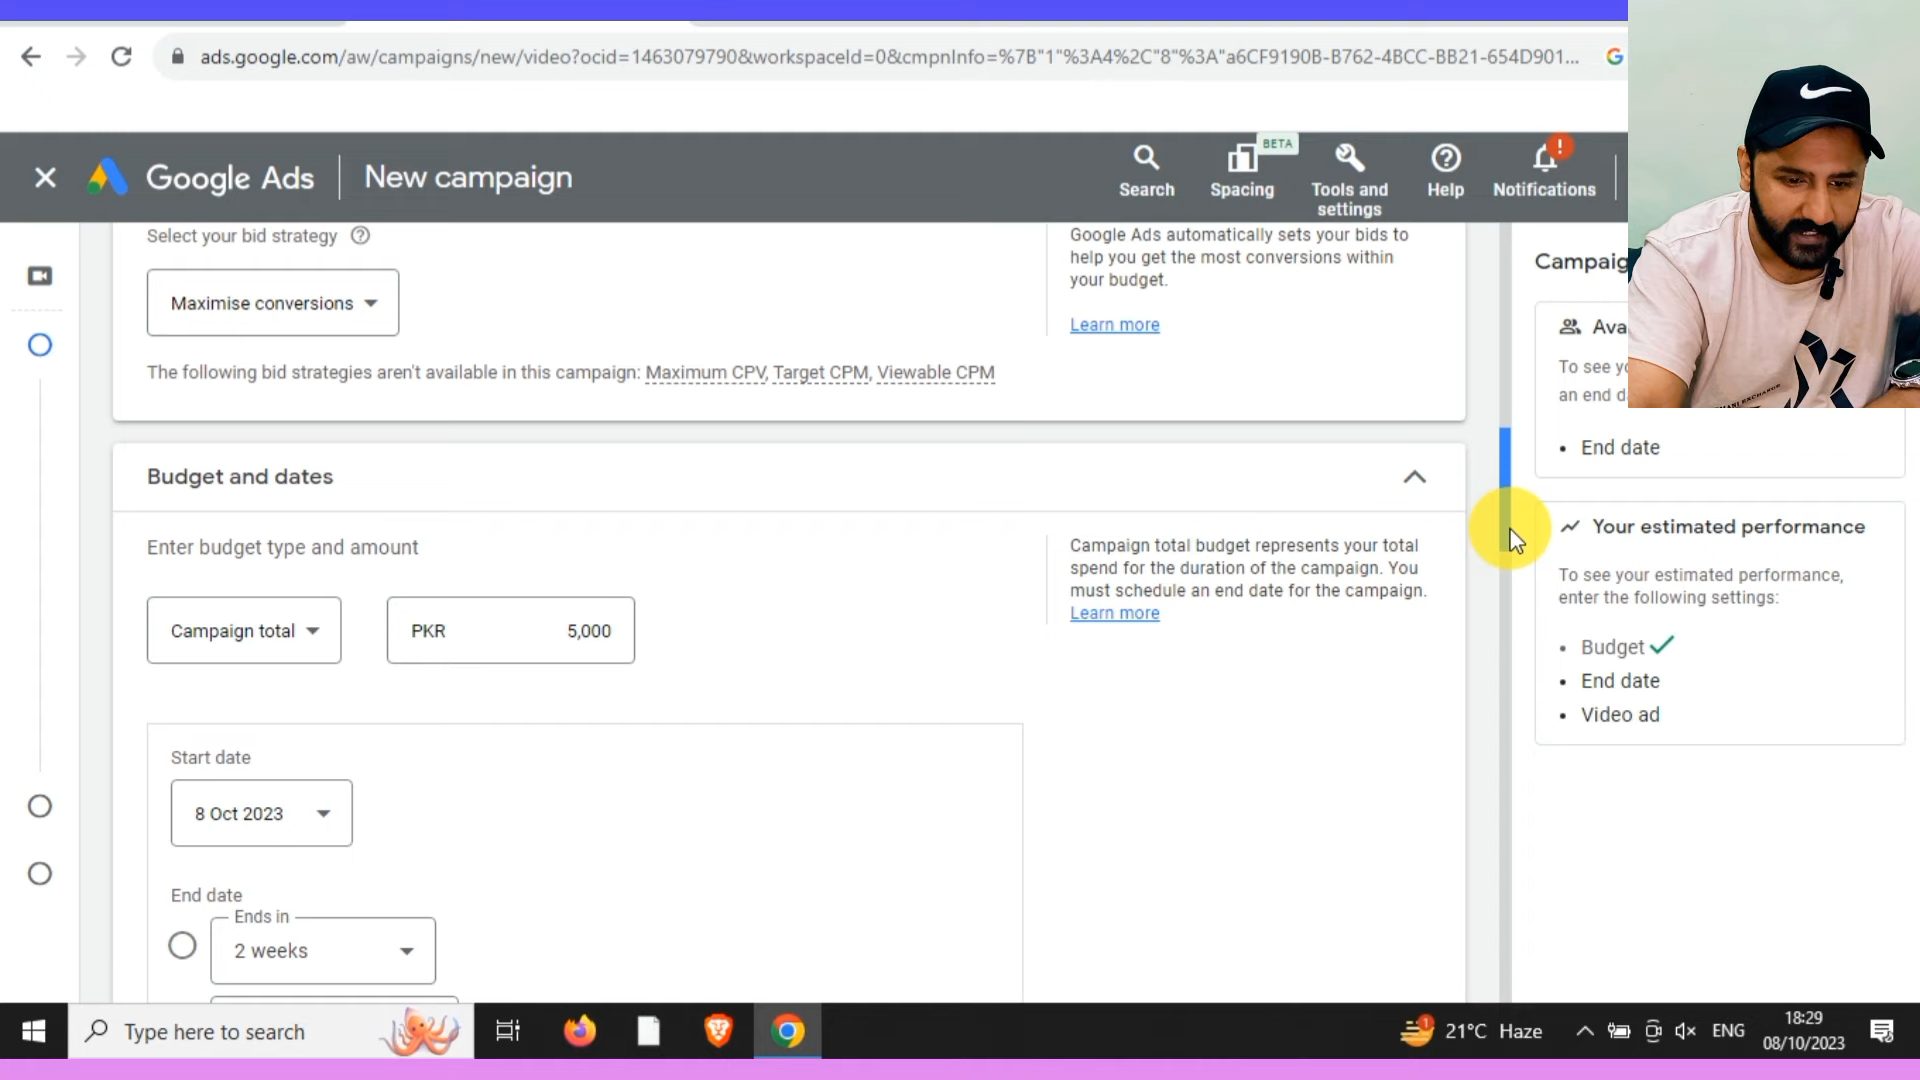 ads.google.com/aw/campaigns/new/video?ocid=1463079790&workspaceId=0&cmpnInfo=%7B"1"%3A4%2C"8"%3A"a6CF9190B-B762-4BCC-BB21-654D901...
Google Ads
New campaign
Search
BETA
Spacing
Tools and
settings
Help
!
Notifications
Select your bid strategy
Maximise conversions
The following bid strategies aren't available in this campaign: Maximum CPV, Target CPM, Viewable CPM
Google Ads automatically sets your bids to
help you get the most conversions within
your budget.
Learn more
Budget and dates
Enter budget type and amount
Campaign total
PKR 5,000
Campaign total budget represents your total
spend for the duration of the campaign. You
must schedule an end date for the campaign.
Learn more
Start date
8 Oct 2023
End date
Ends in
2 weeks
Campaig
Ava
To see yo
an end d
• End date
Your estimated performance
To see your estimated performance,
enter the following settings:
• Budget
• End date
• Video ad
Type here to search
1
21°C Haze
ENG
18:29
08/10/2023